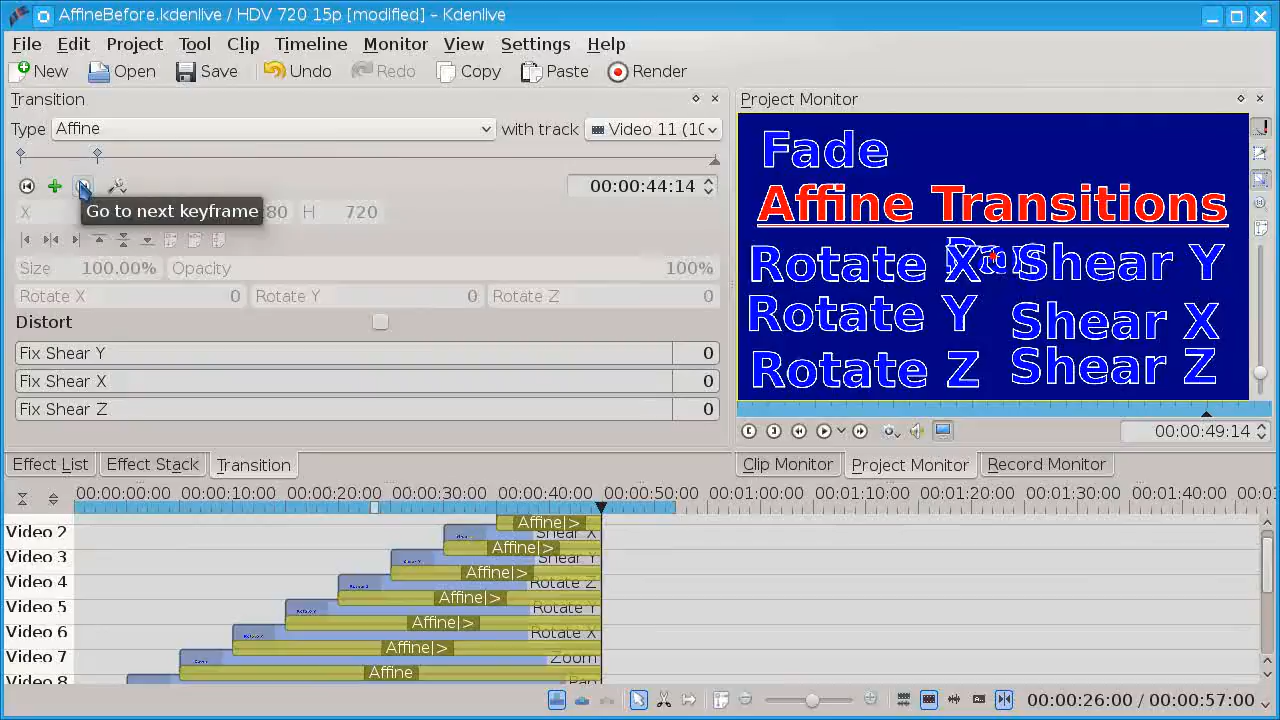 AffineBefore.kdenlive / HDV 720 15p [modified] – Kdenlive
File Edit Project Tool Clip Timeline Monitor View Settings Help
New Open Save Undo Redo Copy Paste Render
Transition
Type Affine with track Video 11 (10
00:00:44:14
Go to next keyframe
X 80 H 720
Size 100.00% Opacity 100%
Rotate X 0 Rotate Y 0 Rotate Z 0
Distort
Fix Shear Y 0
Fix Shear X 0
Fix Shear Z 0
Effect List Effect Stack Transition
Project Monitor
Fade
Affine Transitions
Rotate X Shear Y
Rotate Y Shear X
Rotate Z Shear Z
00:00:49:14
Clip Monitor Project Monitor Record Monitor
00:00:00:00 00:00:10:00 00:00:20:00 00:00:30:00 00:00:40:00 00:00:50:00 00:01:00:00 00:01:10:00 00:01:20:00 00:01:30:00 00:01:40:00 00:01:5
Affine|>
Video 2 Shear X
Affine|>
Video 3 Shear Y
Affine|>
Video 4 Rotate Z
Affine|>
Video 5 Rotate Y
Affine|>
Video 6 Rotate X
Affine|>
Video 7 Zoom
Affine
Video 8 Pan
00:00:26:00 / 00:00:57:00